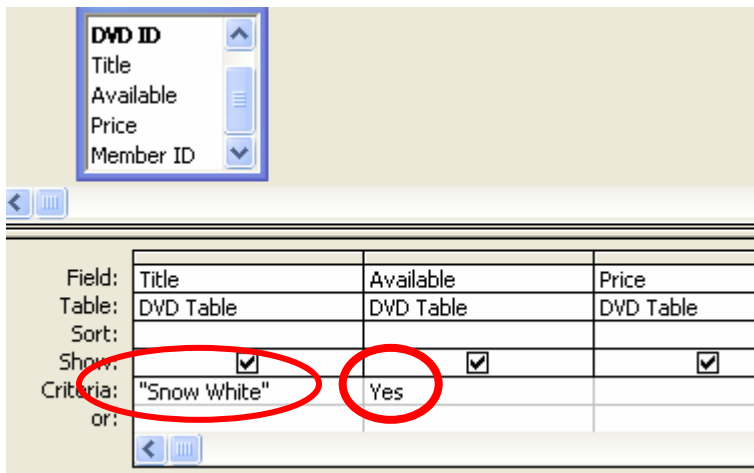 DVD ID
Title
Available
Price
Member ID
Field: Title Available Price
Table: DVD Table DVD Table DVD Table
Sort:
Show:
Criteria: "Snow White" Yes
or: